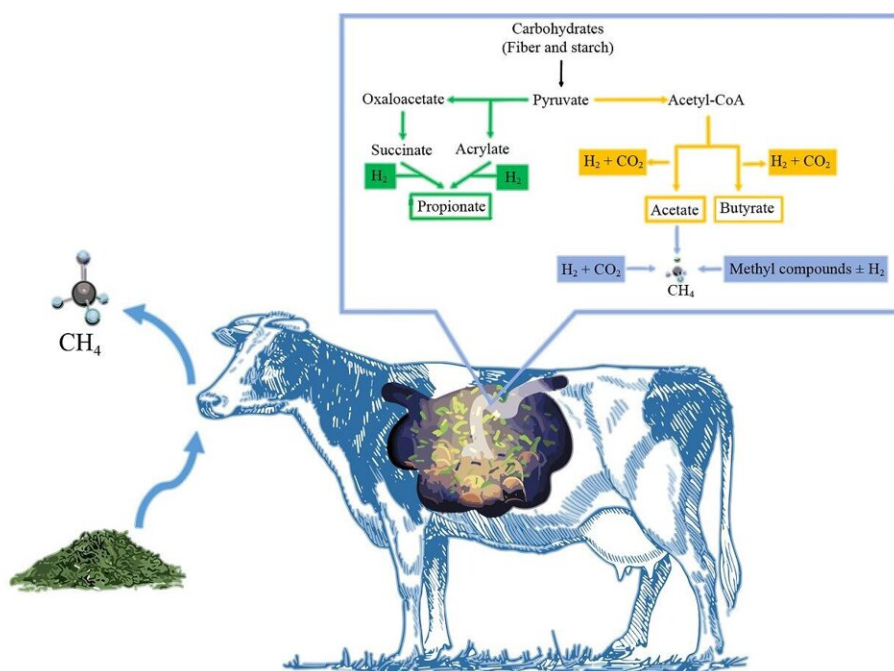 Carbohydrates
(Fiber and starch)
Oxaloacetate
Pyruvate
Acetyl-CoA
Succinate
Acrylate
H₂ + CO₂
H₂ + CO₂
H₂
H₂
Propionate
Acetate
Butyrate
H₂ + CO₂
Methyl compounds ± H₂
CH₄
CH₄